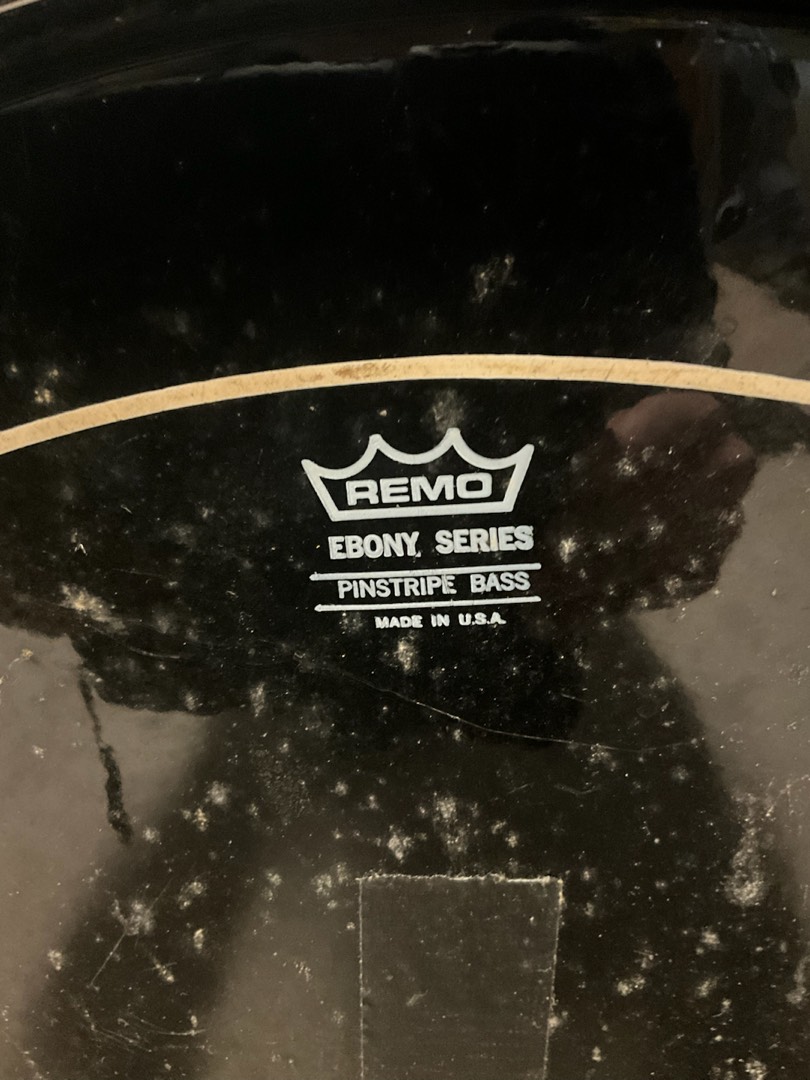 REMO
EBONY SERIES
PINSTRIPE BASS
MADE IN U.S.A.